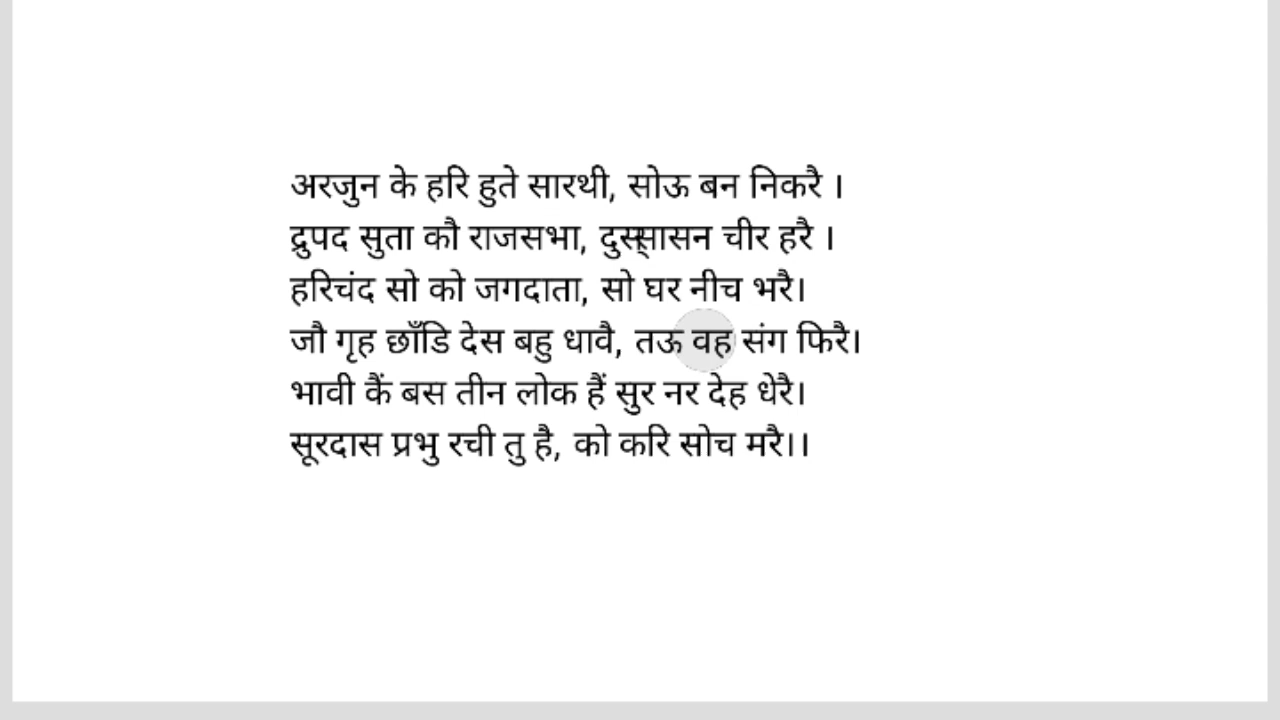 अरजुन के हरि हुते सारथी, सोऊ बन निकरै ।
द्रुपद सुता कौ राजसभा, दुस्सासन चीर हरै ।
हरिचंद सो को जगदाता, सो घर नीच भरै।
जौ गृह छाँडि देस बहु धावै, तऊ वह संग फिरै।
भावी कैं बस तीन लोक हैं सुर नर देह धेरै।
सूरदास प्रभु रची तु है, को करि सोच मरै।।